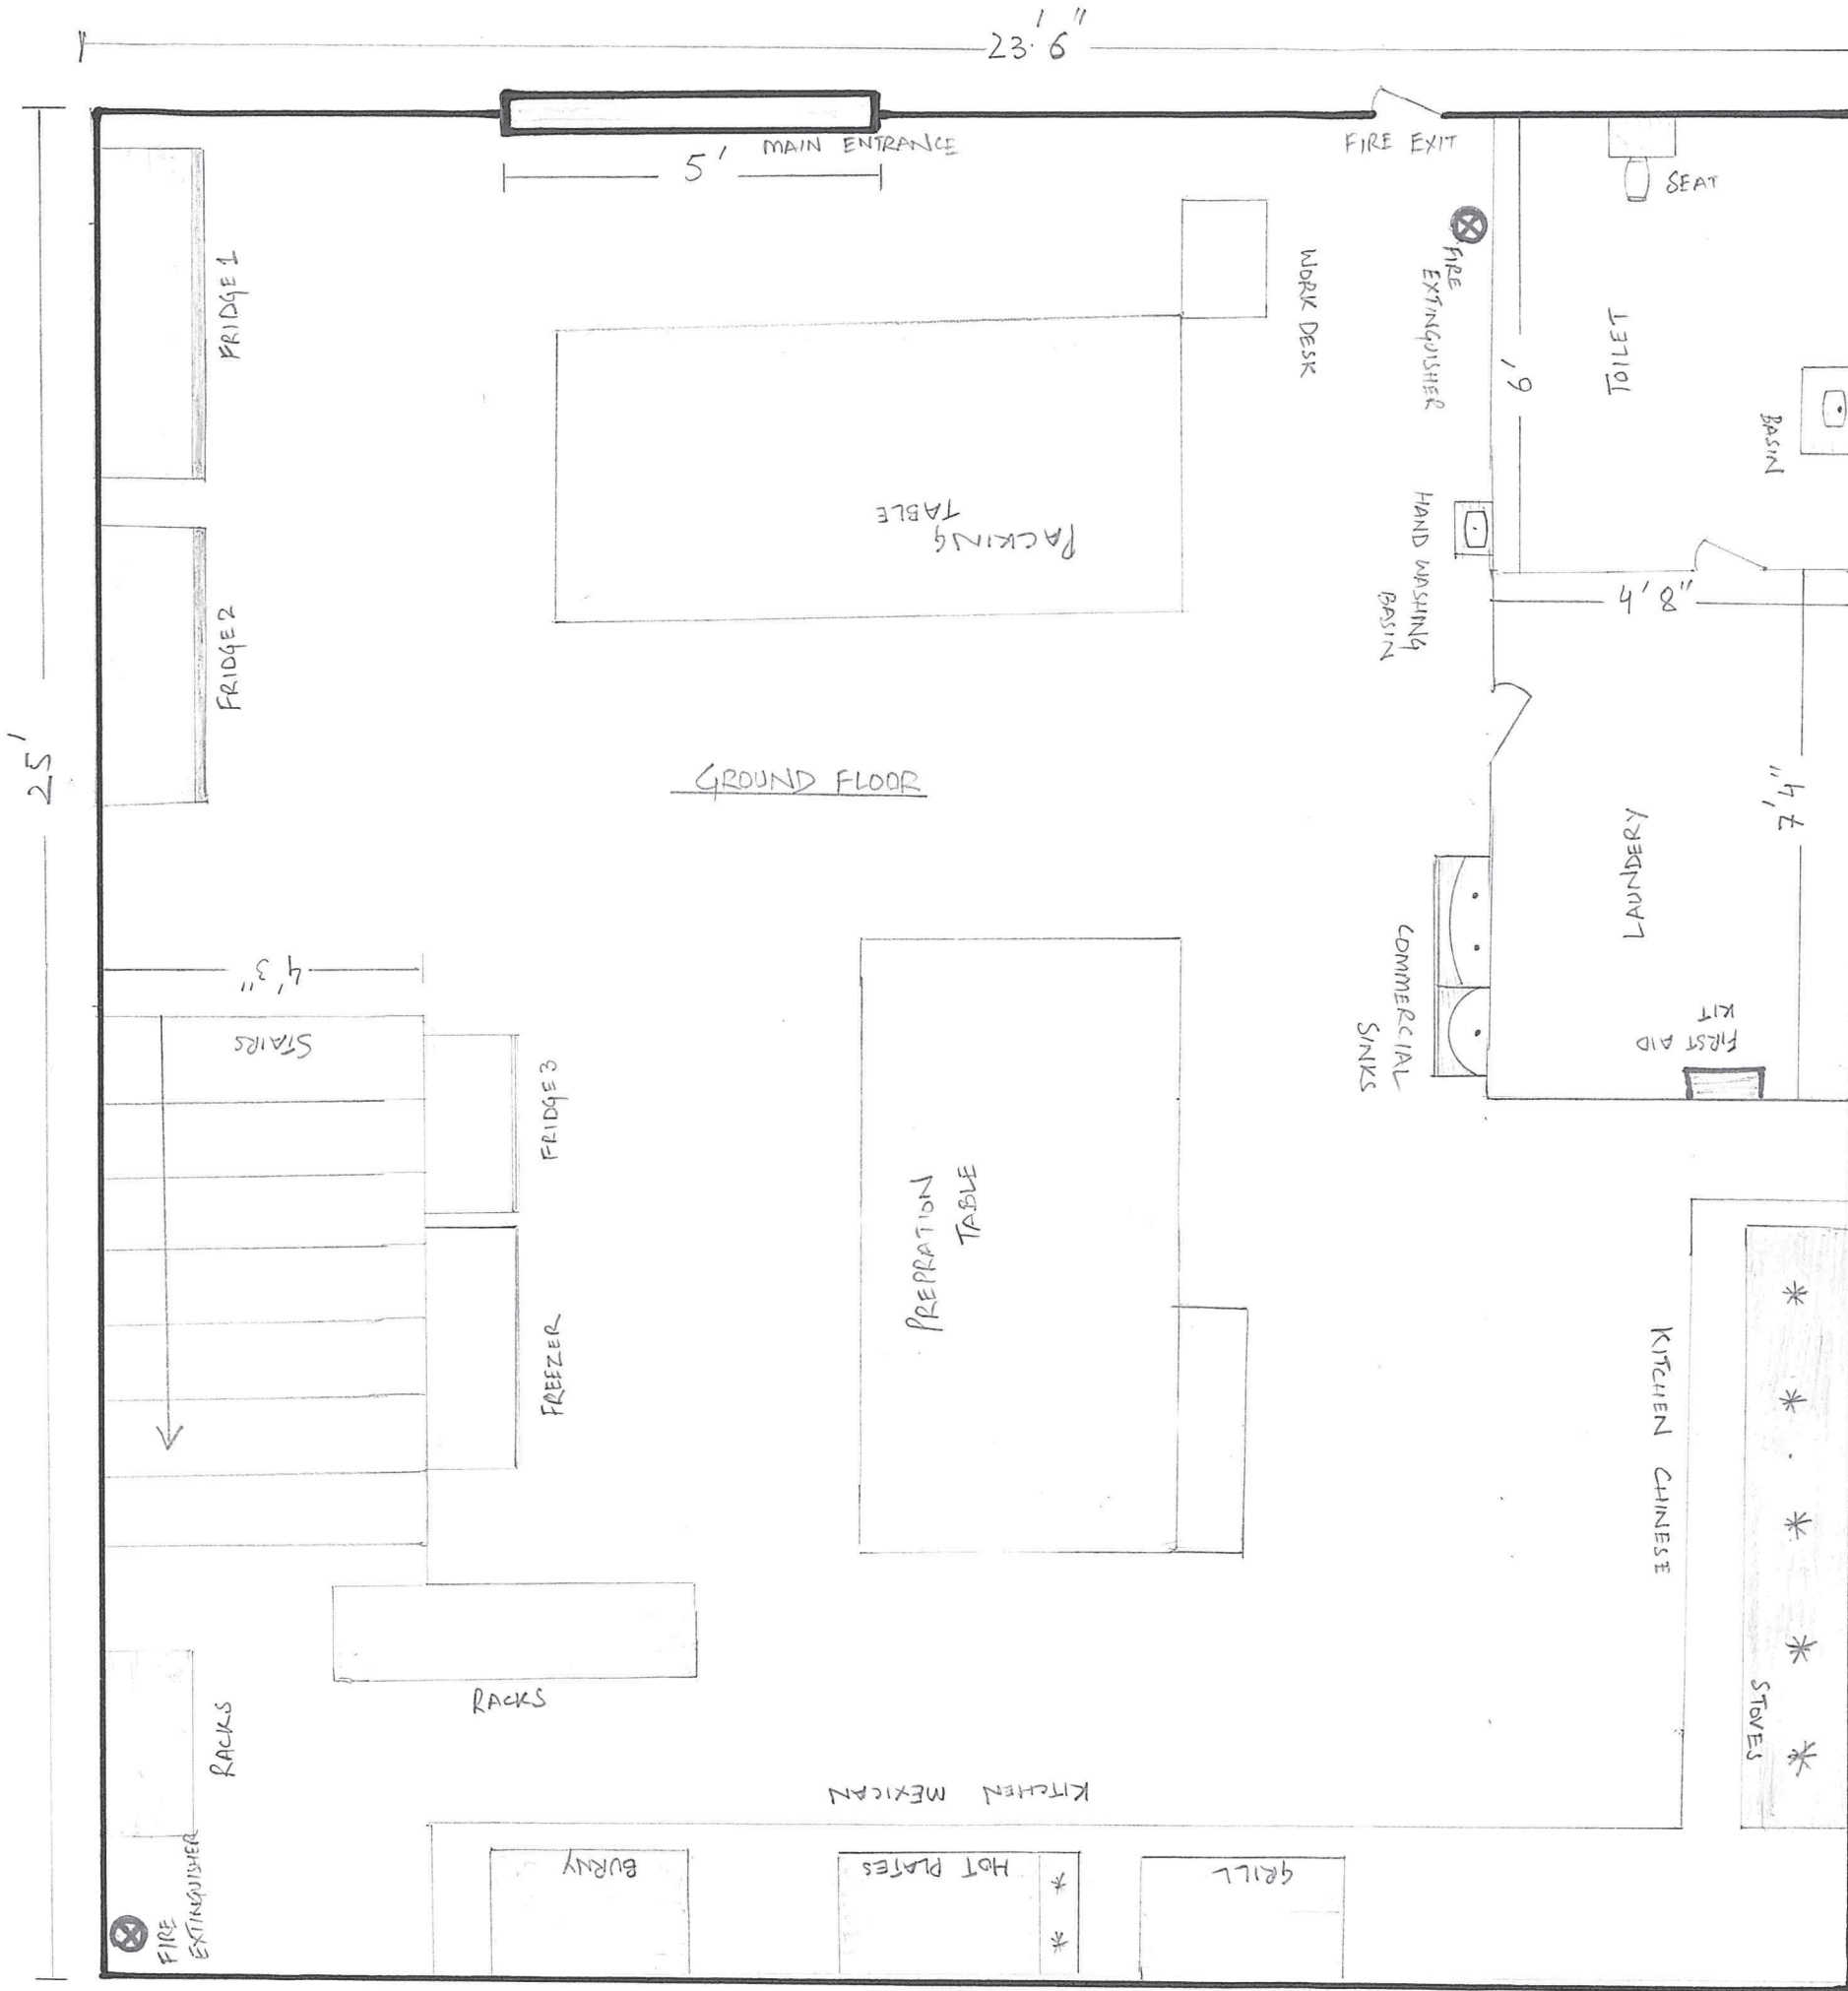 23'6"
MAIN ENTRANCE
5'
FIRE EXIT
SEAT
FRIDGE 1
WORK DESK
FIRE
EXTINGUISHER
6'
TOILET
BASIN
PACKING
TABLE
HAND WASHING
BASIN
4'8"
FRIDGE 2
25'
GROUND FLOOR
7'4"
LAUNDERY
COMMERCIAL
SINKS
4'3"
STAIRS
FIRST AID
KIT
FRIDGE 3
PREPRATION
TABLE
FREEZER
KITCHEN CHINESE
STOVES
RACKS
RACKS
KITCHEN MEXICAN
BURNY
HOT PLATES
GRILL
FIRE
EXTINGUISHER